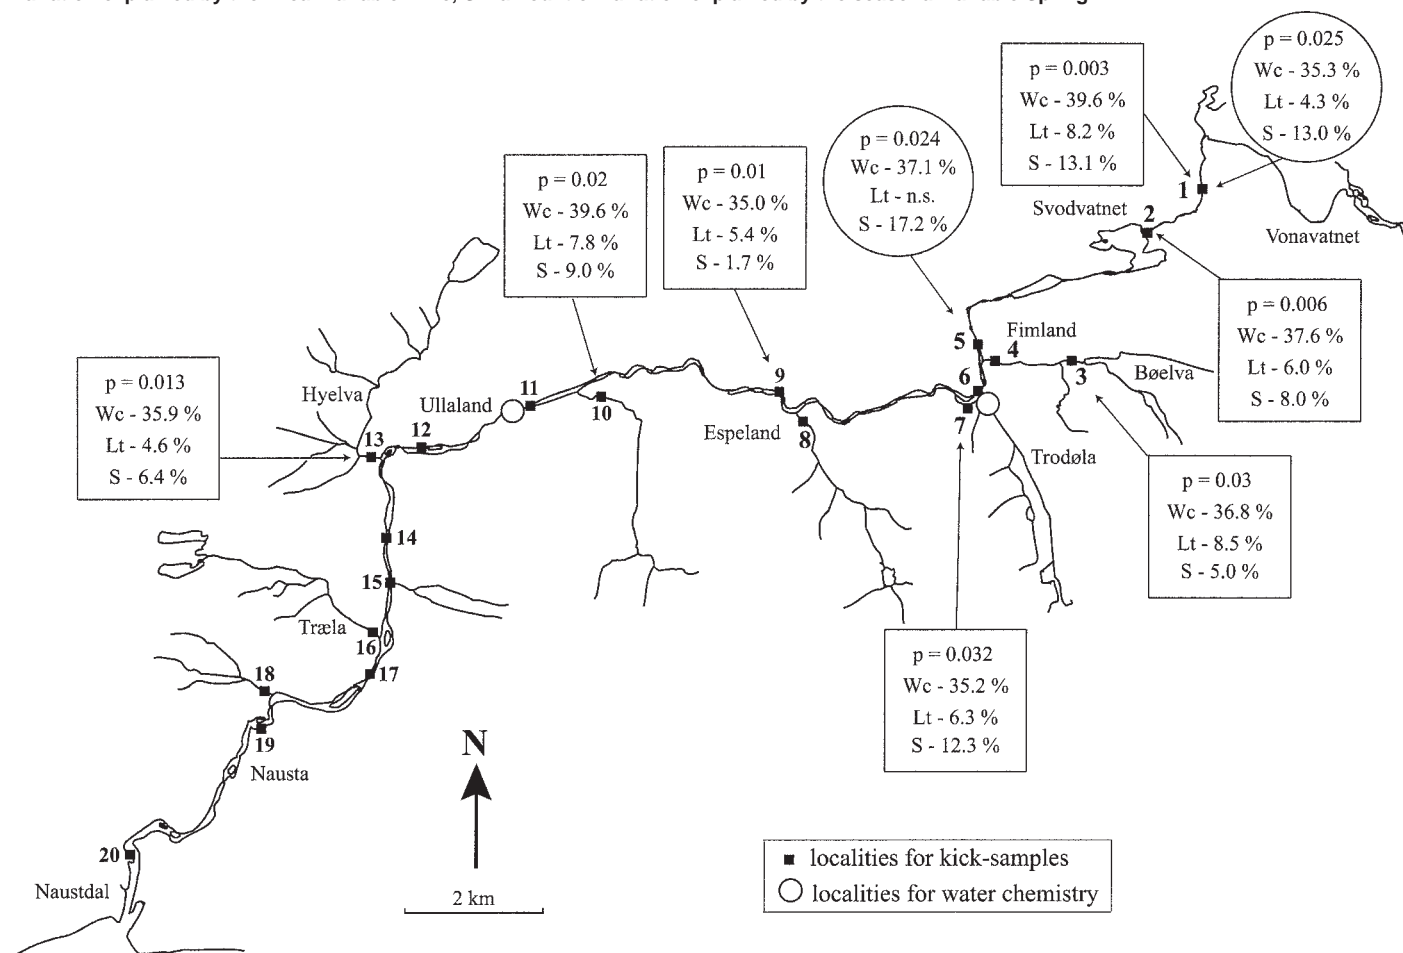 p = 0.025
Wc - 35.3 %
Lt - 4.3 %
S - 13.0 %
p = 0.003
Wc - 39.6 %
Lt - 8.2 %
S - 13.1 %
p = 0.024
Wc - 37.1 %
Lt - n.s.
S - 17.2 %
p = 0.01
Wc - 35.0 %
Lt - 5.4 %
S - 1.7 %
p = 0.02
Wc - 39.6 %
Lt - 7.8 %
S - 9.0 %
1
Svodvatnet
2
Vonavatnet
p = 0.006
Wc - 37.6 %
Lt - 6.0 %
S - 8.0 %
Fimland
5
4
3
Bøelva
6
7
Trodøla
9
Espeland
8
11
10
Ullaland
12
Hyelva
13
p = 0.013
Wc - 35.9 %
Lt - 4.6 %
S - 6.4 %
p = 0.03
Wc - 36.8 %
Lt - 8.5 %
S - 5.0 %
14
15
Træla
16
17
18
19
Nausta
p = 0.032
Wc - 35.2 %
Lt - 6.3 %
S - 12.3 %
N
20
Naustdal
2 km
localities for kick-samples
localities for water chemistry